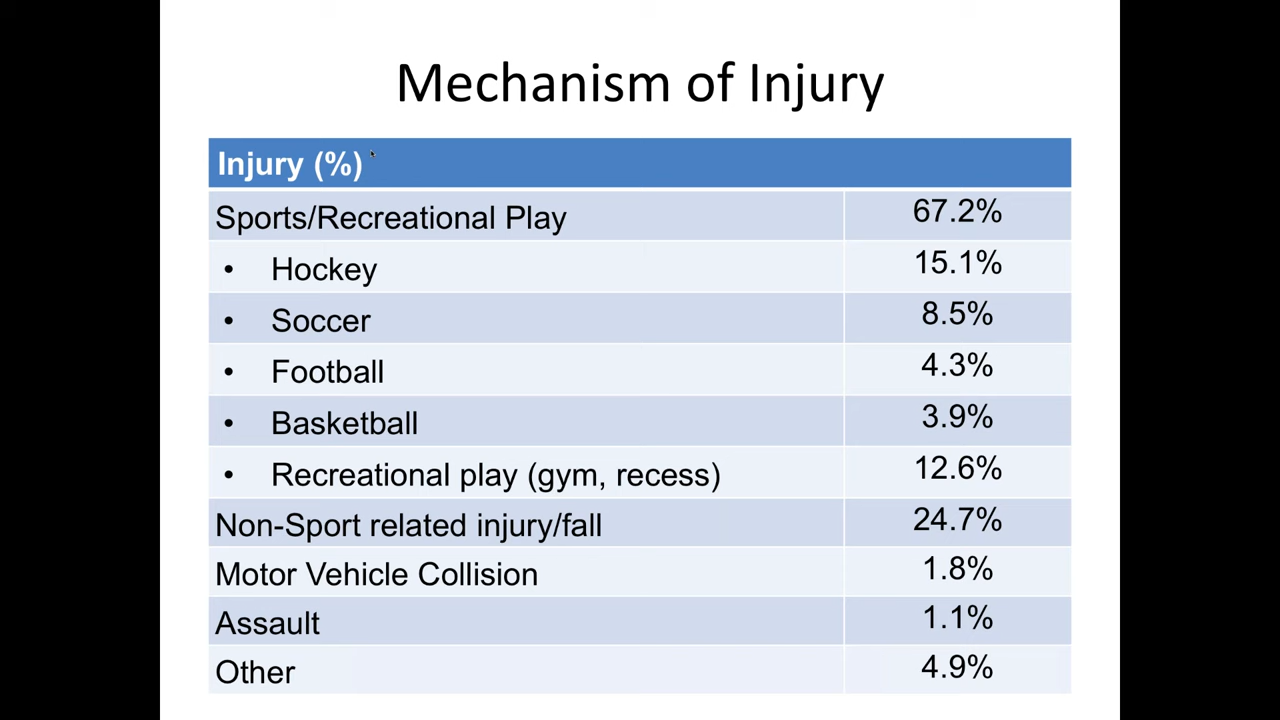 Mechanism of Injury
Injury (%)
Sports/Recreational Play 67.2%
• Hockey 15.1%
• Soccer 8.5%
• Football 4.3%
• Basketball 3.9%
• Recreational play (gym, recess) 12.6%
Non-Sport related injury/fall 24.7%
Motor Vehicle Collision 1.8%
Assault 1.1%
Other 4.9%